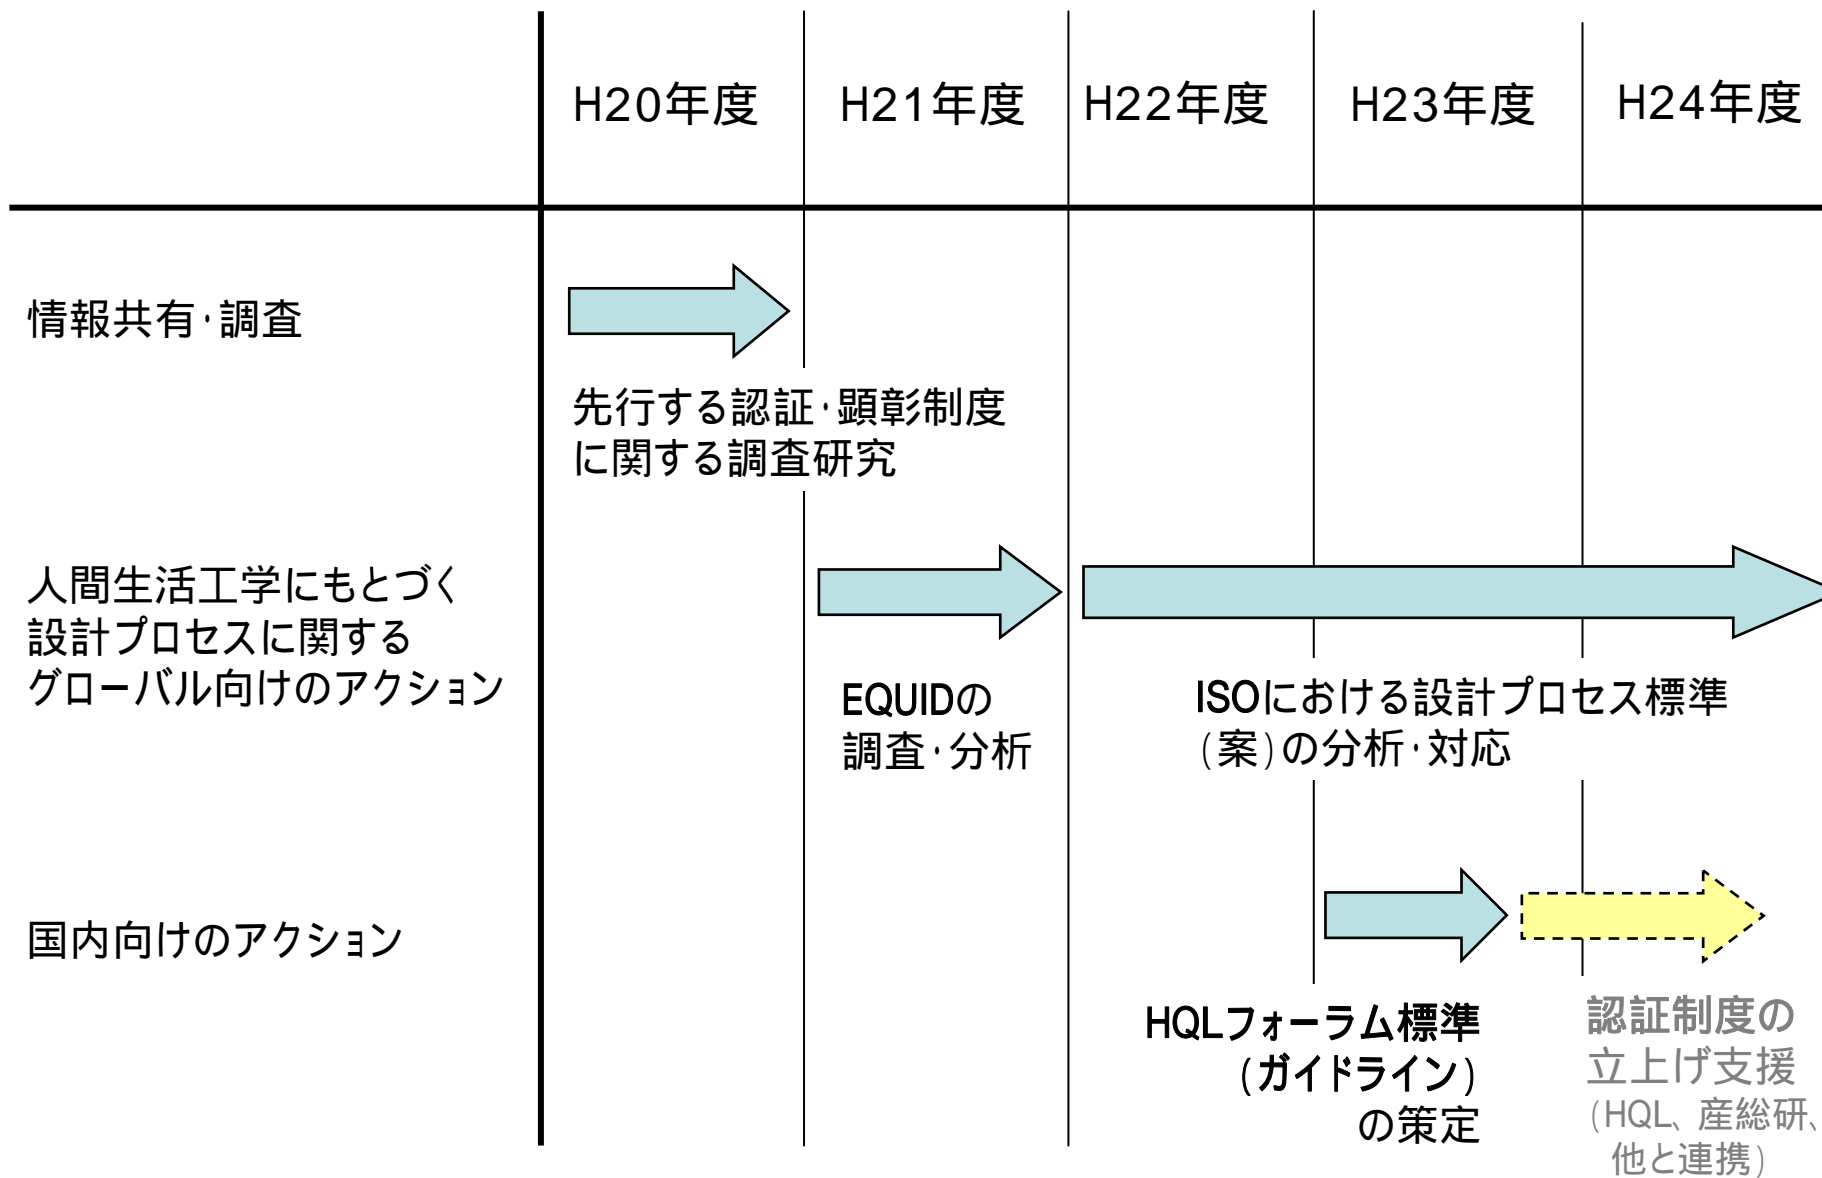 H20年度
H21年度
H22年度
H23年度
H24年度
情報共有･調査
先行する認証･顕彰制度
に関する調査研究
人間生活工学にもとづく
設計プロセスに関する
グローバル向けのアクション
EQUIDの
調査･分析
ISOにおける設計プロセス標準
(案)の分析･対応
国内向けのアクション
HQLフォーラム標準
(ガイドライン)
の策定
認証制度の
立上げ支援
(HQL、産総研、
他と連携)